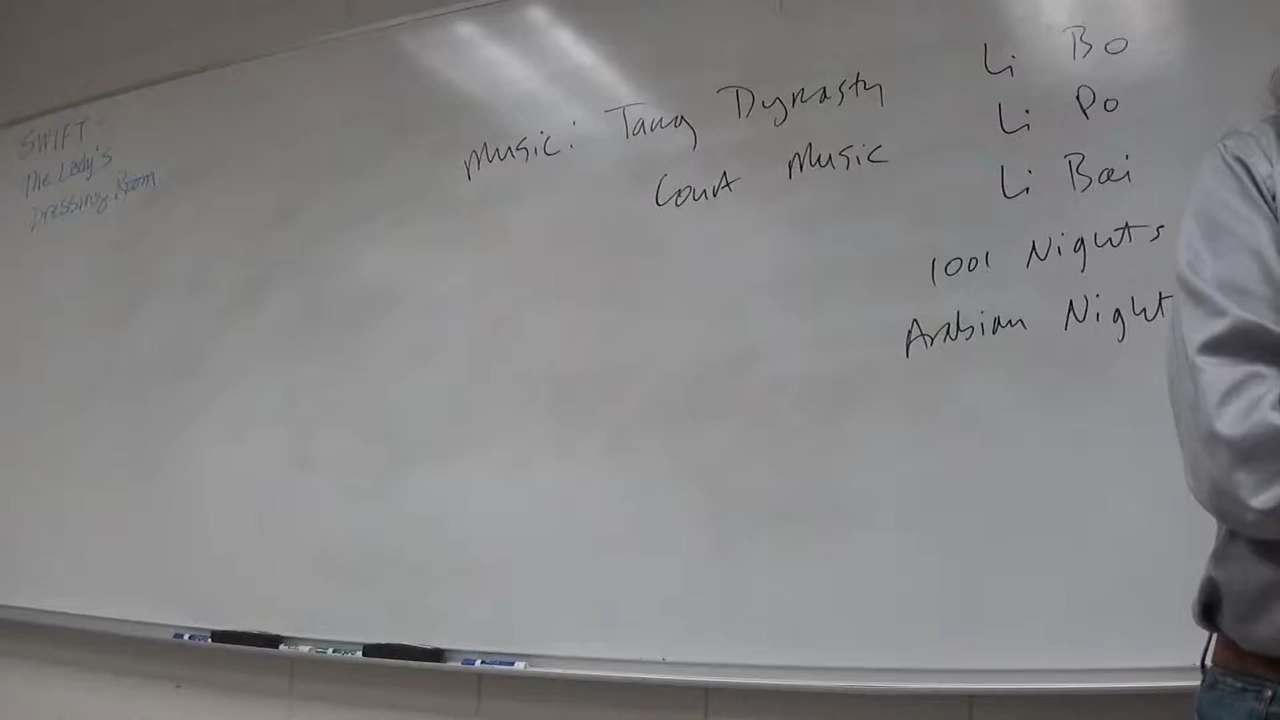 SWIFT
The Lady's
Dressing Room
Music: Tang Dynasty
Court Music
Li Bo
Li Po
Li Bai
1001 Nights
Arabian Night